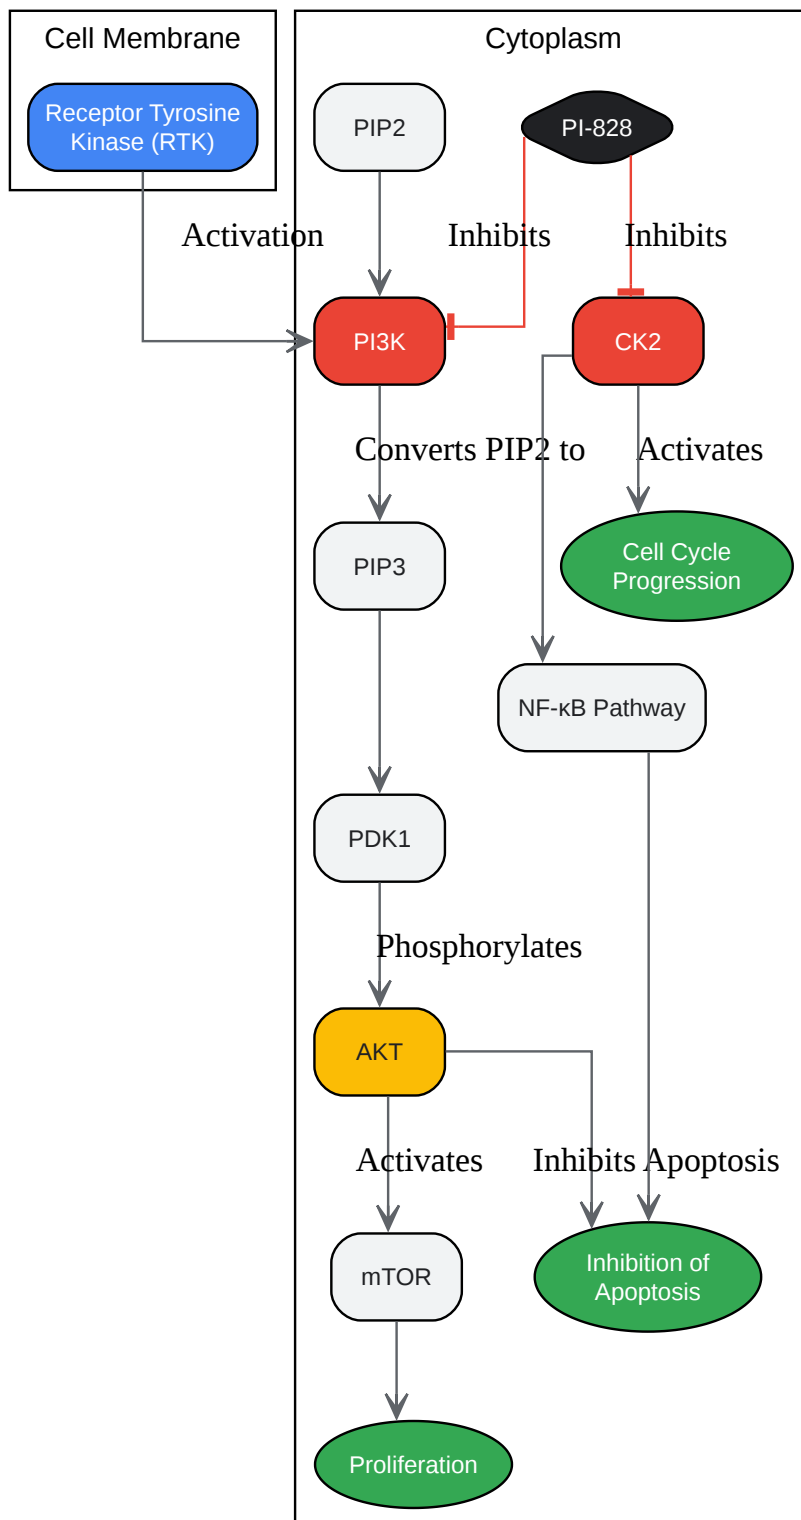 Cell Membrane
Cytoplasm
Receptor Tyrosine
Kinase (RTK)
PIP2
PI-828
Activation
Inhibits
Inhibits
PI3K
CK2
Converts PIP2 to
Activates
PIP3
Cell Cycle
Progression
NF-κB Pathway
PDK1
Phosphorylates
AKT
Activates
Inhibits Apoptosis
mTOR
Inhibition of
Apoptosis
Proliferation